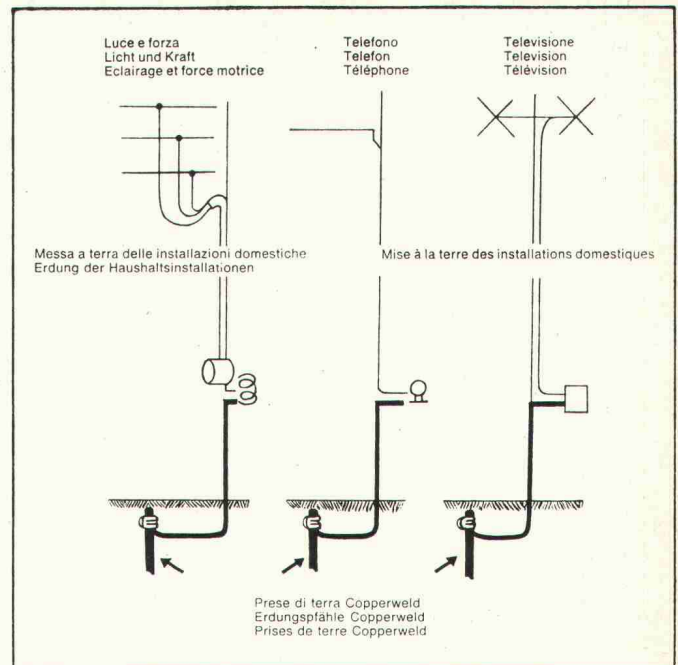 Luce e forza
Licht und Kraft
Eclairage et force motrice
Telefono
Telefon
Téléphone
Televisione
Television
Télévision
Messa a terra delle installazioni domestiche
Erdung der Haushaltsinstallationen
Mise à la terre des installations domestiques
Prese di terra Copperweld
Erdungspfähle Copperweld
Prises de terre Copperweld